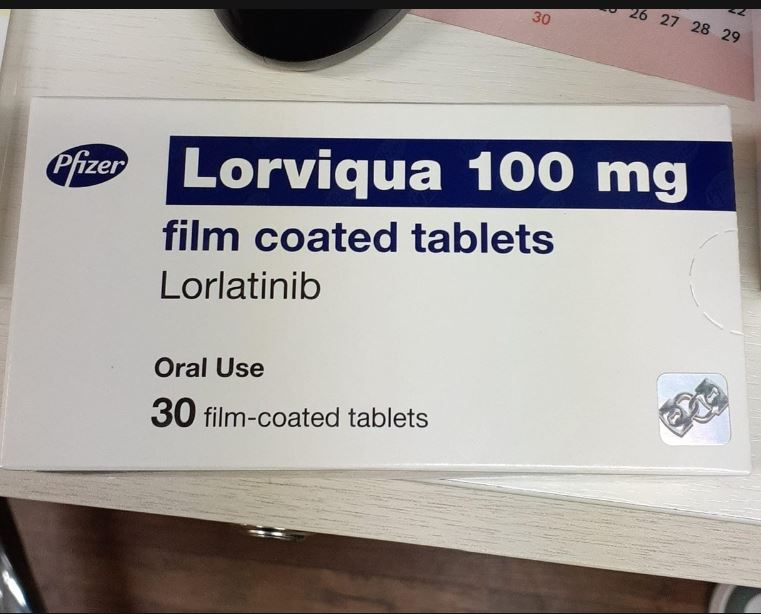 30 26 27 28 29
22
Pfizer
Lorviqua 100 mg
film coated tablets
Lorlatinib
Oral Use
30 film-coated tablets